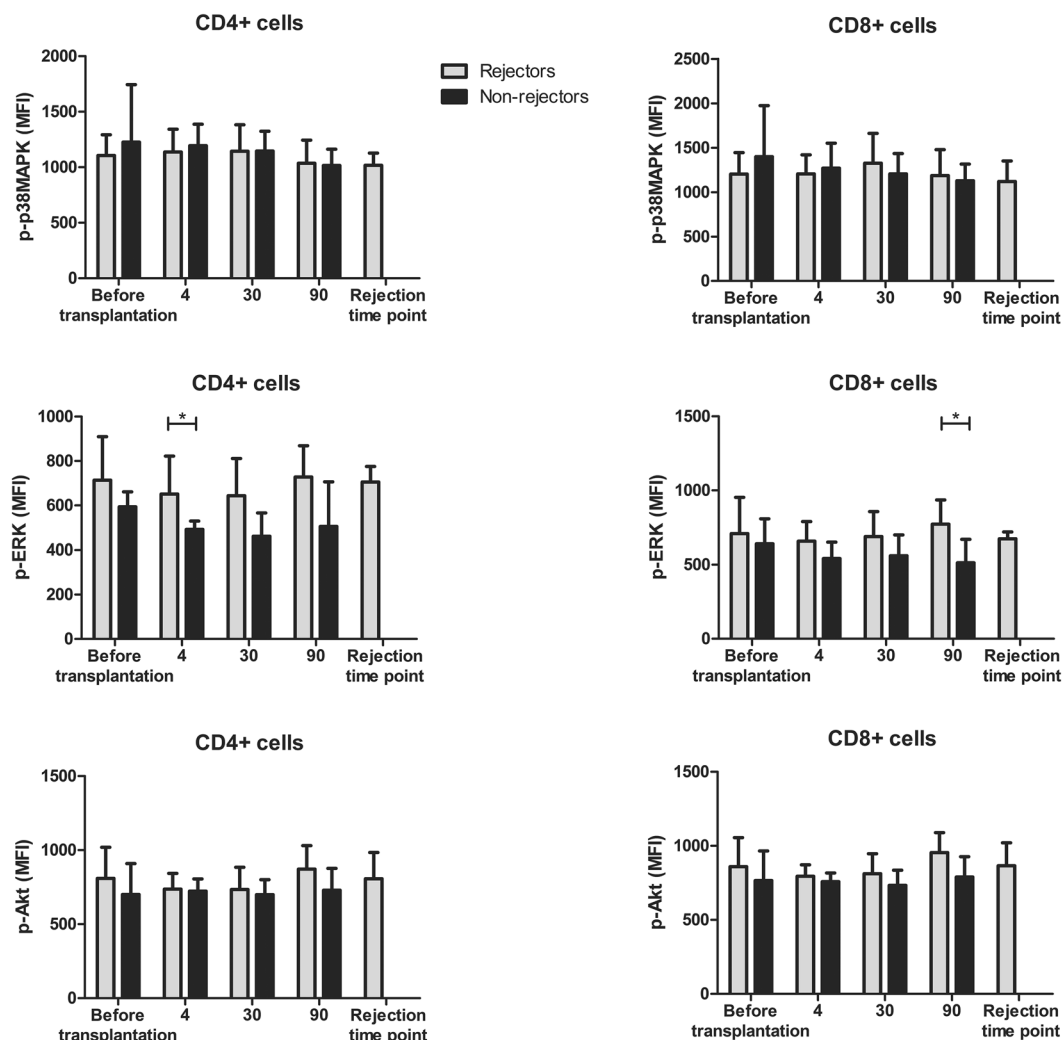 CD4+ cells
p-p38MAPK (MFI)
2000
1500
1000
500
0
Before transplantation
4
30
90
Rejection time point
Rejectors
Non-rejectors
CD8+ cells
p-p38MAPK (MFI)
2500
2000
1500
1000
500
0
Before transplantation
4
30
90
Rejection time point
CD4+ cells
p-ERK (MFI)
1000
800
600
400
200
0
*
Before transplantation
4
30
90
Rejection time point
CD8+ cells
p-ERK (MFI)
1500
1000
500
0
*
Before transplantation
4
30
90
Rejection time point
CD4+ cells
p-Akt (MFI)
1500
1000
500
0
Before transplantation
4
30
90
Rejection time point
CD8+ cells
p-Akt (MFI)
1500
1000
500
0
Before transplantation
4
30
90
Rejection time point